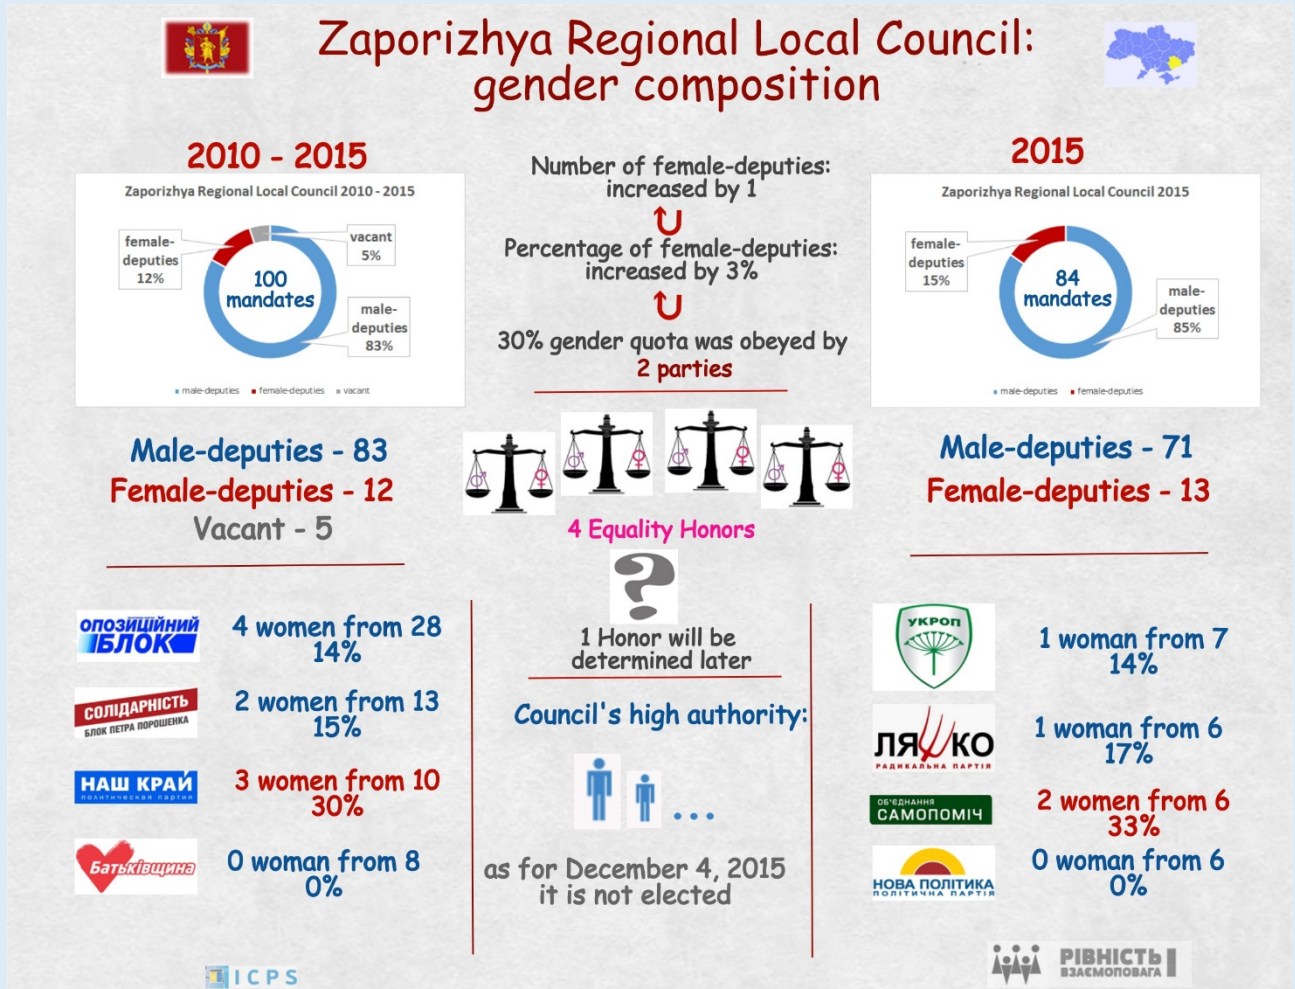 Zaporizhya Regional Local Council:
gender composition
2010 - 2015
Zaporizhya Regional Local Council 2010 - 2015
female-
deputies
12%
vacant
5%
100
mandates
male-
deputies
83%
male-deputies female-deputies vacant
Male-deputies - 83
Female-deputies - 12
Vacant - 5
Number of female-deputies:
increased by 1
Percentage of female-deputies:
increased by 3%
30% gender quota was obeyed by
2 parties
4 Equality Honors
?
1 Honor will be
determined later
Council's high authority:
...
as for December 4, 2015
it is not elected
2015
Zaporizhya Regional Local Council 2015
female-
deputies
15%
84
mandates
male-
deputies
85%
male-deputies female-deputies
Male-deputies - 71
Female-deputies - 13
ОПОЗИЦІЙНИЙ
БЛОК
4 women from 28
14%
СОЛІДАРНІСТЬ
БЛОК ПЕТРА ПОРОШЕНКА
2 women from 13
15%
НАШ КРАЙ
ПОЛИТИЧЕСКАЯ ПАРТИЯ
3 women from 10
30%
Батьківщина
0 woman from 8
0%
УКРОП
1 woman from 7
14%
ЛЯШКО
РАДИКАЛЬНА ПАРТІЯ
1 woman from 6
17%
ОБ'ЄДНАННЯ
САМОПОМІЧ
2 women from 6
33%
НОВА ПОЛІТИКА
ПОЛІТИЧНА ПАРТІЯ
0 woman from 6
0%
ICPS
РІВНІСТЬ
ВЗАЄМОПОВАГА